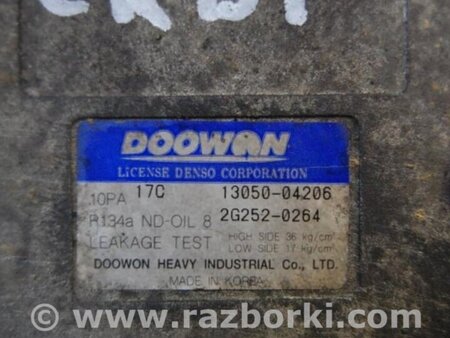 DOOWON
LICENSE DENSO CORPORATION
10PA 17C 13050-04206
R134a ND-OIL 8 2G252-0264
LEAKAGE TEST HIGH SIDE 36 kg/cm²
LOW SIDE 17 kg/cm²
DOOWON HEAVY INDUSTRIAL Co., LTD.
MADE IN KOREA
www.razborki.com